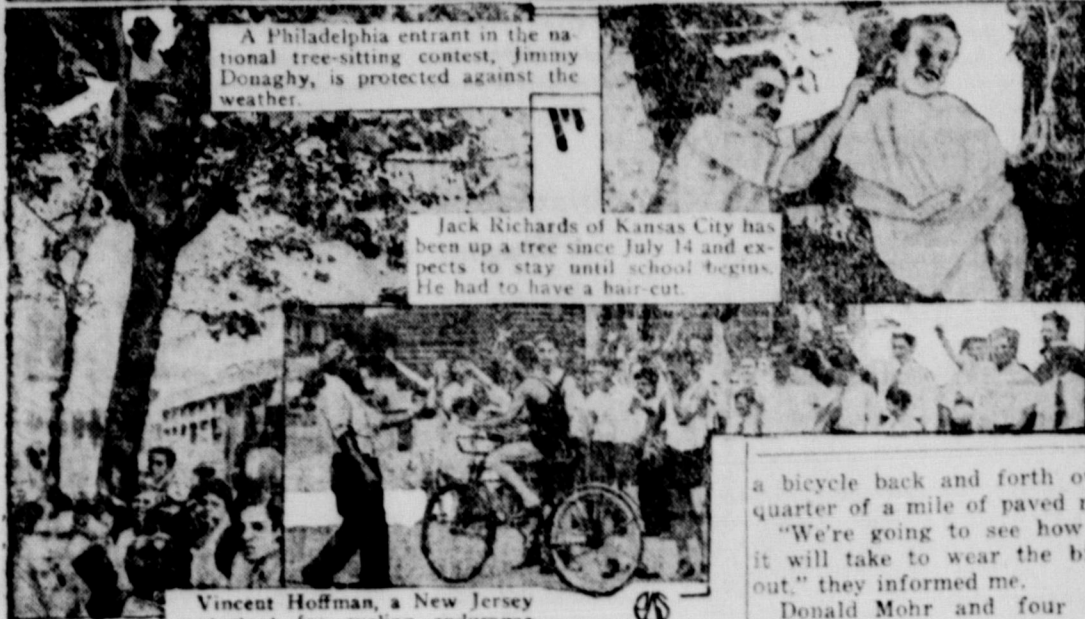 A Philadelphia entrant in the na-
tional tree-sitting contest, Jimmy
Donaghy, is protected against the
weather.
Jack Richards of Kansas City has
been up a tree since July 14 and ex-
pects to stay until school begins.
He had to have a hair-cut.
Vincent Hoffman, a New Jersey
a bicycle back and forth o
quarter of a mile of paved
"We're going to see how
it will take to wear the b
out," they informed me.
Donald Mohr and four